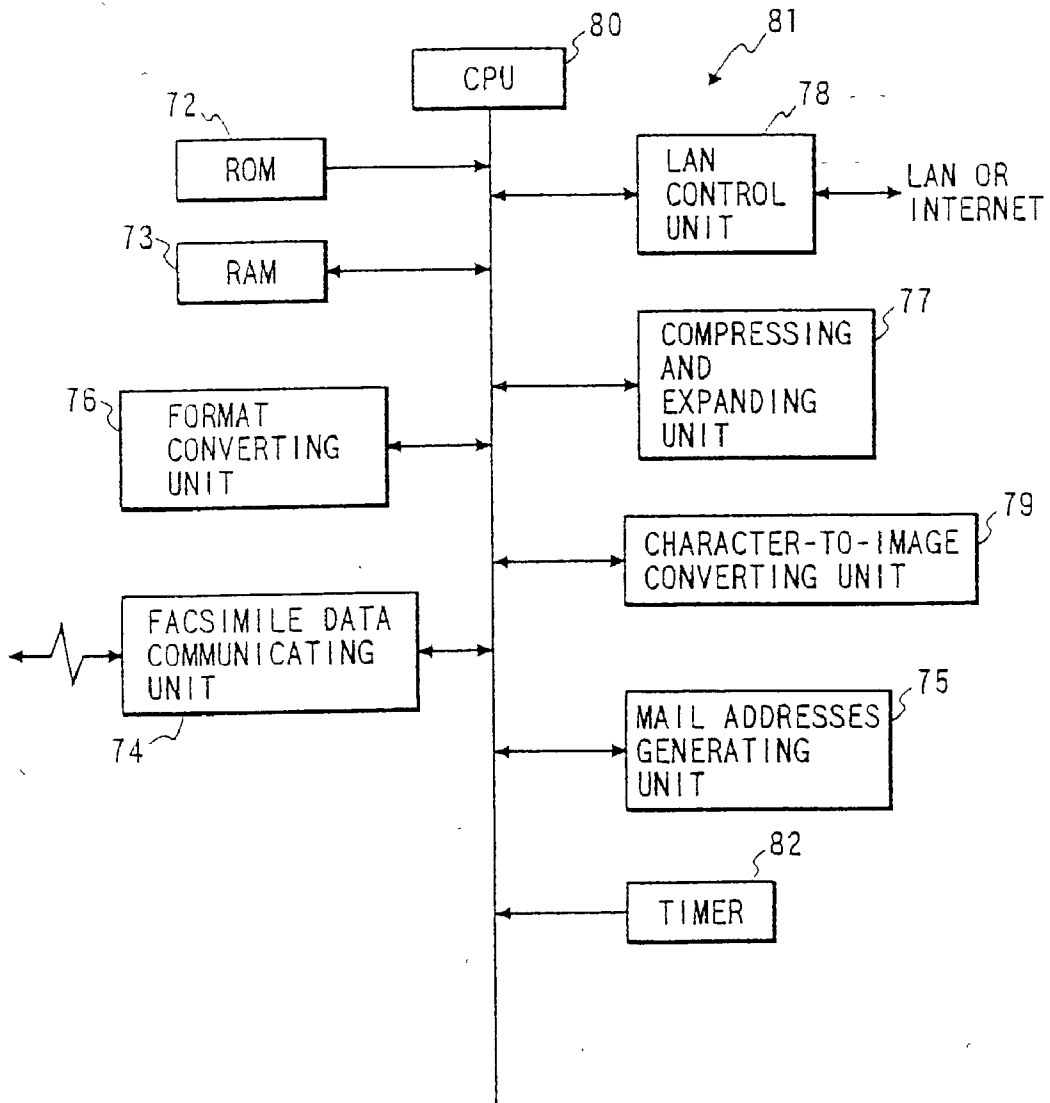 80
CPU
81
72
ROM
78
LAN
CONTROL
UNIT
LAN OR
INTERNET
73
RAM
77
COMPRESSING
AND
EXPANDING
UNIT
76
FORMAT
CONVERTING
UNIT
79
CHARACTER-TO-IMAGE
CONVERTING UNIT
FACSIMILE DATA
COMMUNICATING
UNIT
74
75
MAIL ADDRESSES
GENERATING
UNIT
82
TIMER